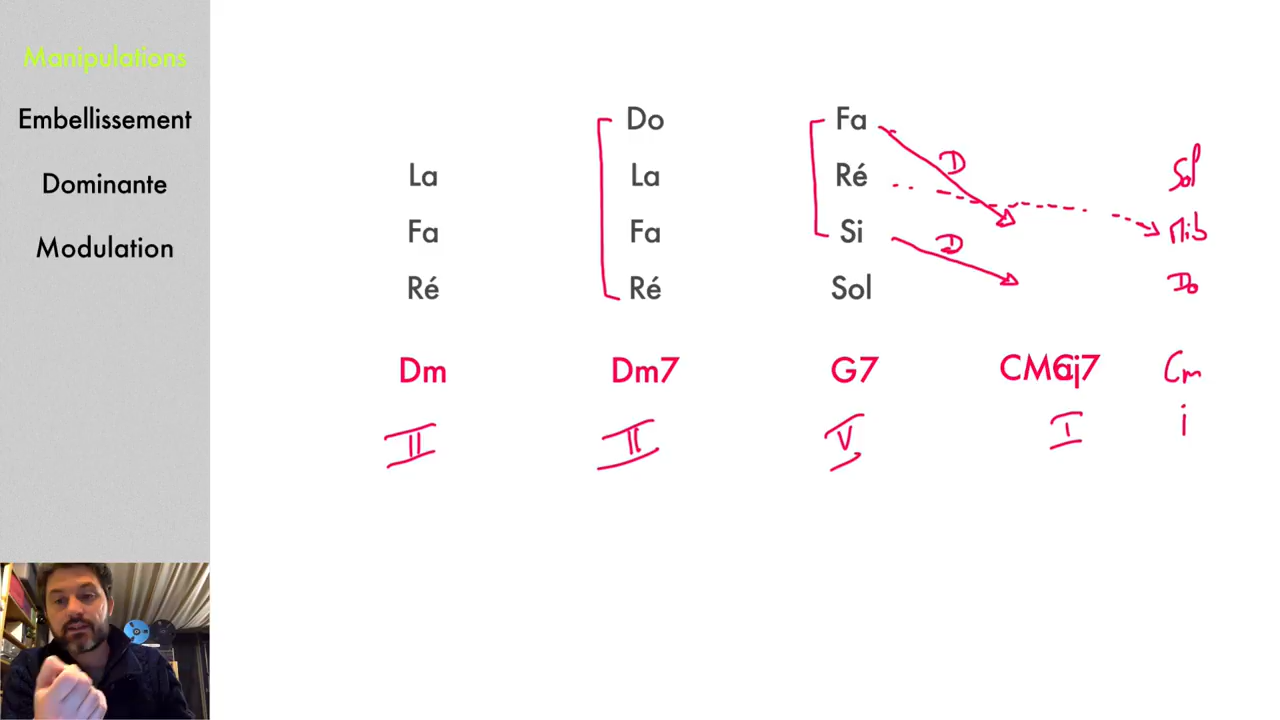 Manipulations
Embellissement
Dominante
Modulation
Do Fa
La La Ré Sol
Fa Fa Si Mib
Ré Ré Sol Do
D
D
Dm Dm7 G7 CMaj7 Cm
II II V I i